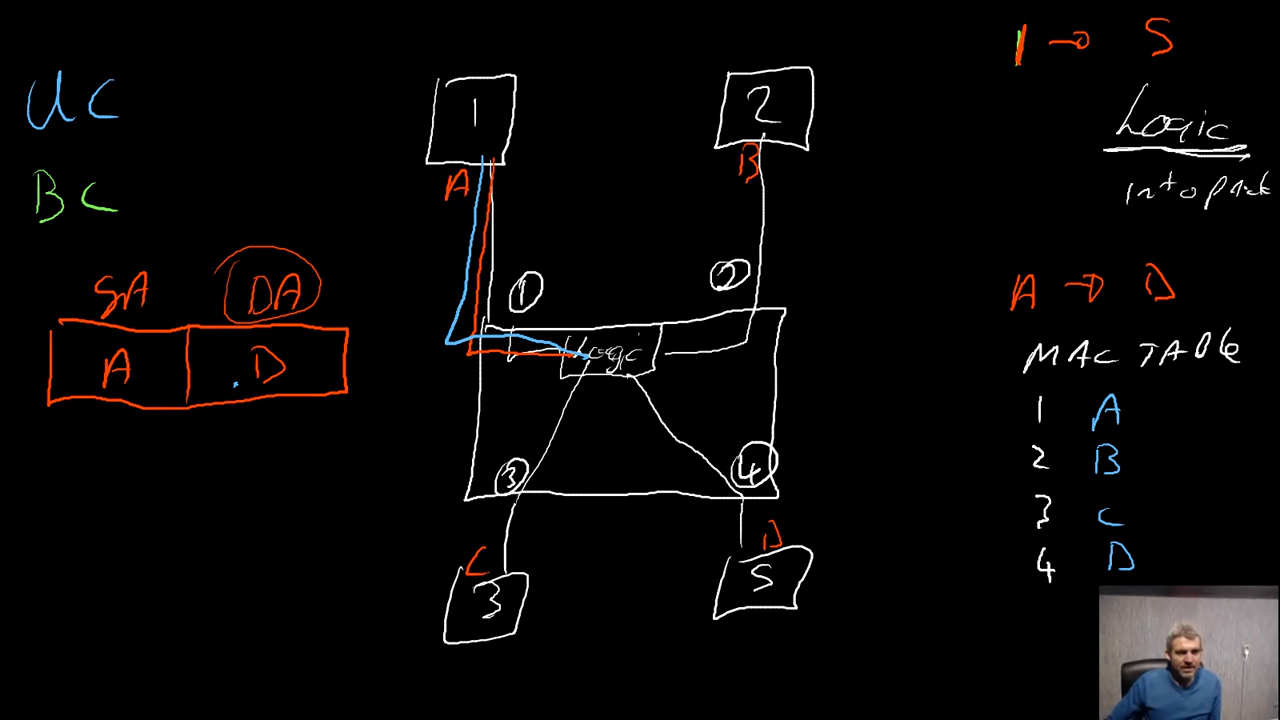 UC
BC
SA DA
A D
1
2
A
B
①
②
Logic
③
④
C
D
3
S
1 → S
Logic
A → D
MAC TABLE
1 A
2 B
3 C
4 D